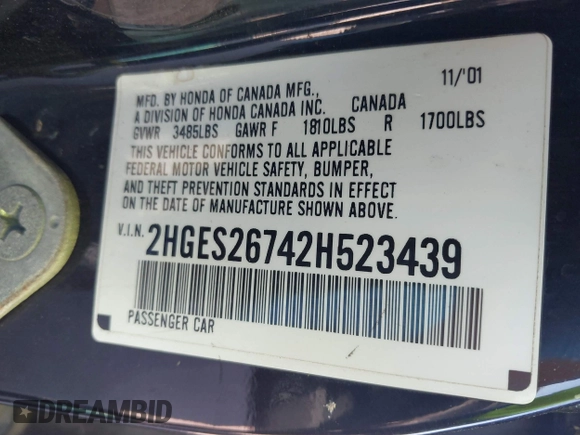 MFD. BY HONDA OF CANADA MFG., 11/'01
A DIVISION OF HONDA CANADA INC. CANADA
GVWR 3485LBS GAWR F 1810LBS R 1700LBS
THIS VEHICLE CONFORMS TO ALL APPLICABLE
FEDERAL MOTOR VEHICLE SAFETY, BUMPER,
AND THEFT PREVENTION STANDARDS IN EFFECT
ON THE DATE OF MANUFACTURE SHOWN ABOVE.
V.I.N. 2HGES26742H523439
PASSENGER CAR
DREAMBID